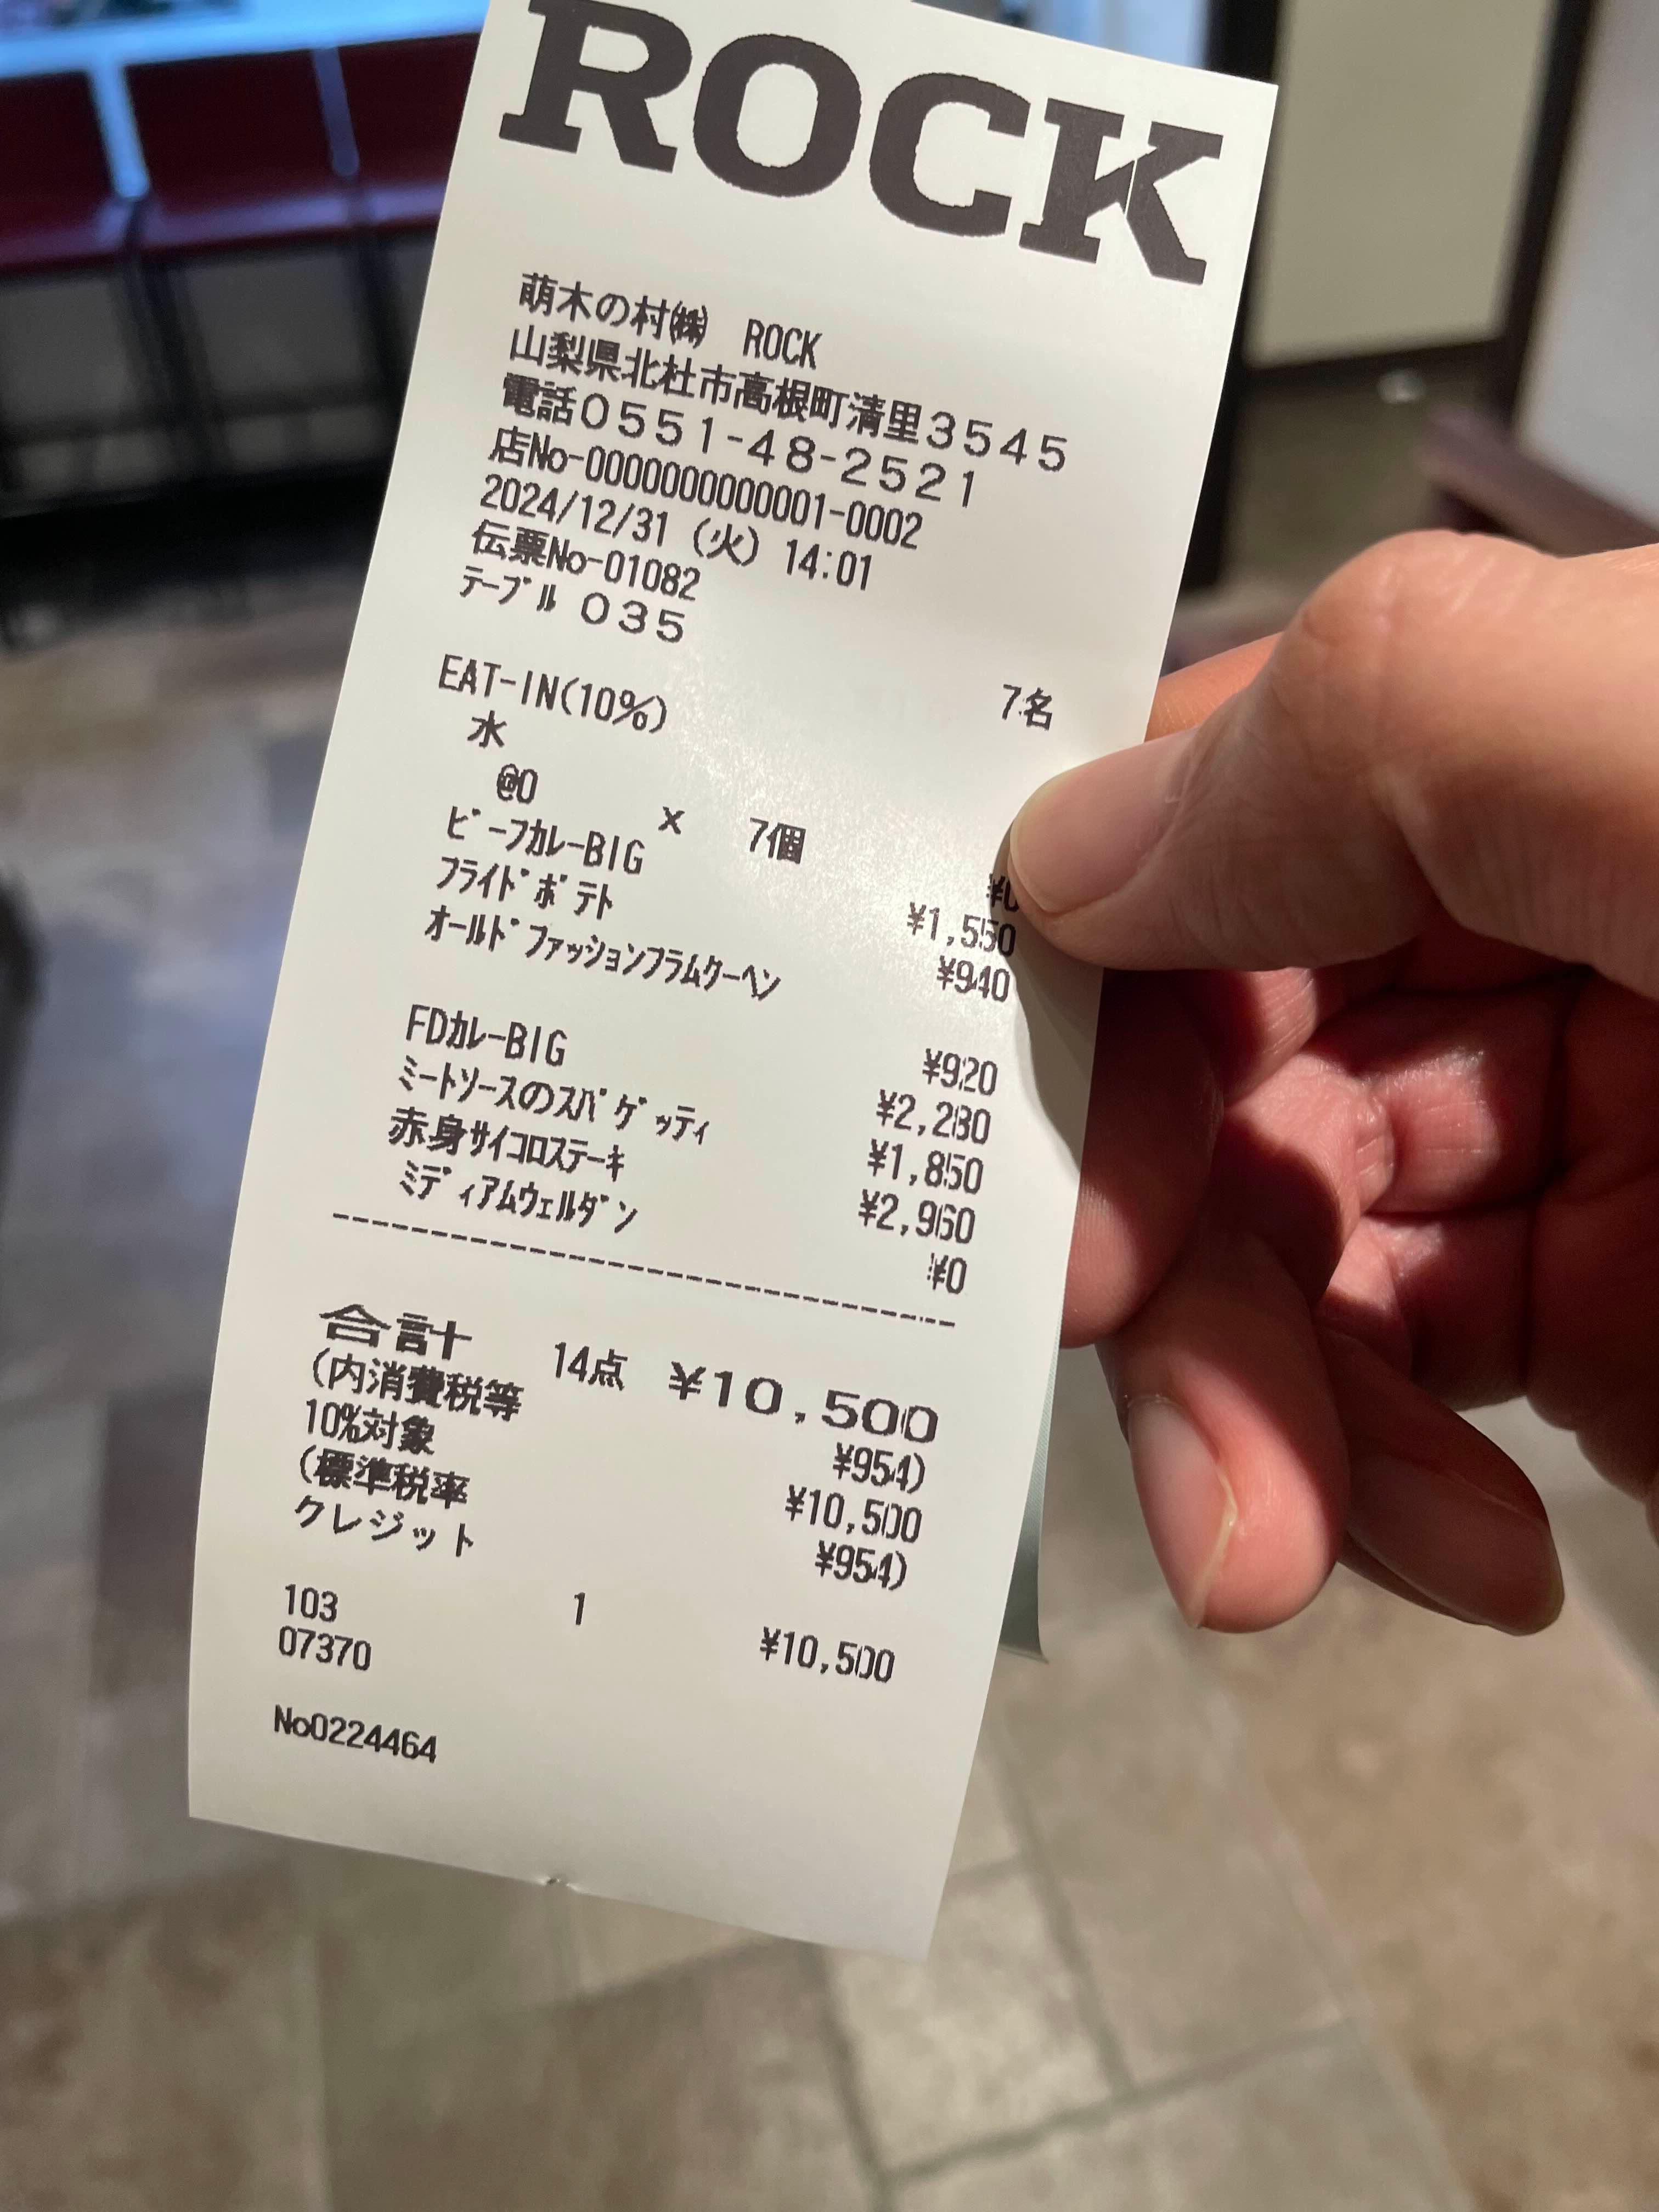 ROCK
萌木の村㈱ ROCK
山梨県北杜市高根町清里3545
電話0551-48-2521
店No-0000000000001-0002
2024/12/31 (火) 14:01
伝票No-01082
ﾃｰﾌﾞﾙ 035
7名
EAT-IN(10%)
水
@0 x 7個 ¥0
ﾋﾞｰﾌｶﾚｰBIG ¥1,550
ﾌﾗｲﾄﾞﾎﾟﾃﾄ ¥940
ｵｰﾙﾄﾞﾌｧｯｼｮﾝﾌﾗﾑｸｰﾍﾝ ¥920
FDｶﾚｰBIG ¥2,280
ﾐｰﾄｿｰｽのｽﾊﾟｹﾞｯﾃｨ ¥1,850
赤身ｻｲｺﾛｽﾃｰｷ ¥2,960
ﾐﾃﾞｨｱﾑｳｪﾙﾀﾞﾝ ¥0
合計 14点 ¥10,500
(内消費税等 ¥954)
10%対象 ¥10,500
(標準税率 ¥954)
クレジット
1 ¥10,500
103
07370
No0224464